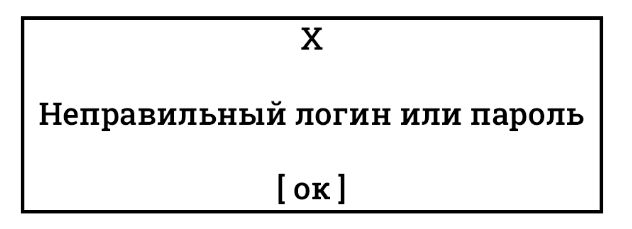 X
Неправильный логин или пароль
[ ок ]